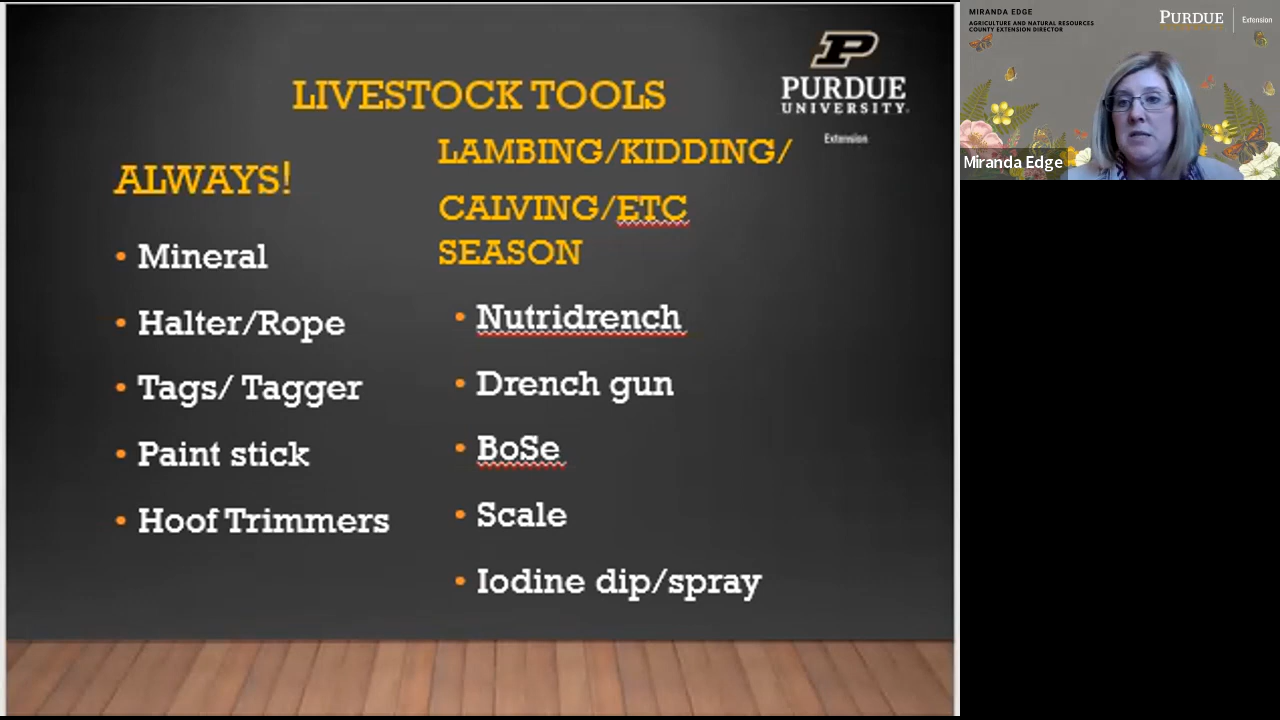 LIVESTOCK TOOLS
PURDUE
UNIVERSITY.
Extension
ALWAYS!
• Mineral
• Halter/Rope
• Tags/ Tagger
• Paint stick
• Hoof Trimmers
LAMBING/KIDDING/
CALVING/ETC
SEASON
• Nutridrench
• Drench gun
• BoSe
• Scale
• Iodine dip/spray
MIRANDA EDGE
AGRICULTURE AND NATURAL RESOURCES
COUNTY EXTENSION DIRECTOR
PURDUE
Extension
Miranda Edge